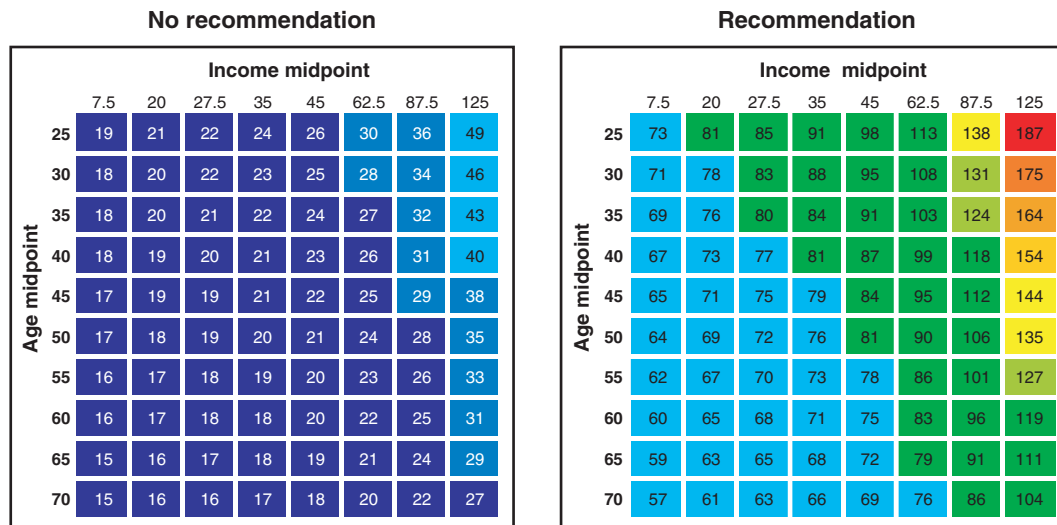 No recommendation
Income midpoint
7.5 20 27.5 35 45 62.5 87.5 125
Age midpoint
25 19 21 22 24 26 30 36 49
30 18 20 22 23 25 28 34 46
35 18 20 21 22 24 27 32 43
40 18 19 20 21 23 26 31 40
45 17 19 19 21 22 25 29 38
50 17 18 19 20 21 24 28 35
55 16 17 18 19 20 23 26 33
60 16 17 18 18 20 22 25 31
65 15 16 17 18 19 21 24 29
70 15 16 16 17 18 20 22 27
Recommendation
Income midpoint
7.5 20 27.5 35 45 62.5 87.5 125
Age midpoint
25 73 81 85 91 98 113 138 187
30 71 78 83 88 95 108 131 175
35 69 76 80 84 91 103 124 164
40 67 73 77 81 87 99 118 154
45 65 71 75 79 84 95 112 144
50 64 69 72 76 81 90 106 135
55 62 67 70 73 78 86 101 127
60 60 65 68 71 75 83 96 119
65 59 63 65 68 72 79 91 111
70 57 61 63 66 69 76 86 104